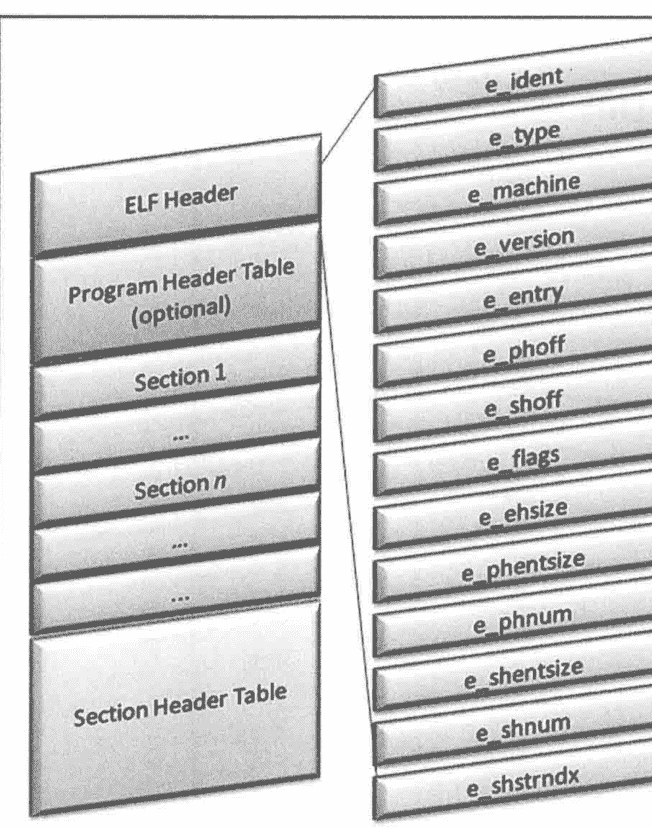 ELF Header
Program Header Table
(optional)
Section 1
...
Section n
...
...
Section Header Table
e_ident
e_type
e_machine
e_version
e_entry
e_phoff
e_shoff
e_flags
e_ehsize
e_phentsize
e_phnum
e_shentsize
e_shnum
e_shstrndx